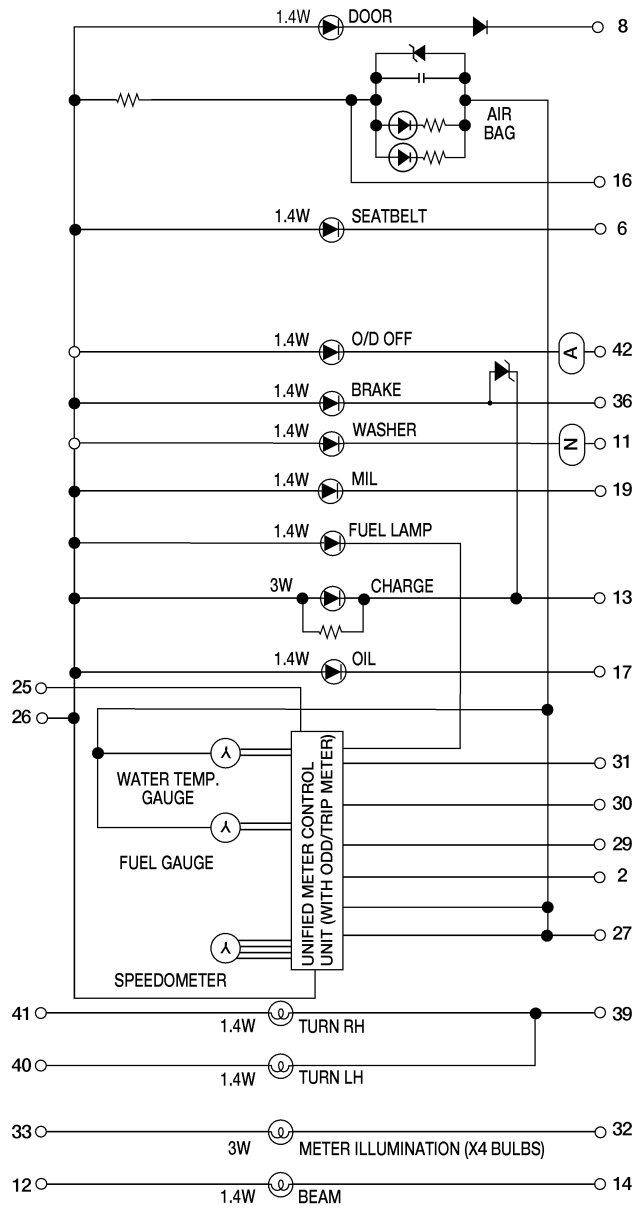 1.4W DOOR 8
AIR
BAG
16
1.4W SEATBELT 6
1.4W O/D OFF A 42
1.4W BRAKE 36
1.4W WASHER N 11
1.4W MIL 19
1.4W FUEL LAMP
3W CHARGE 13
1.4W OIL 17
25
26
WATER TEMP.
GAUGE
FUEL GAUGE
SPEEDOMETER
UNIFIED METER CONTROL
UNIT (WITH ODD/TRIP METER)
31
30
29
2
27
41 1.4W TURN RH 39
40 1.4W TURN LH
33 3W METER ILLUMINATION (X4 BULBS) 32
12 1.4W BEAM 14